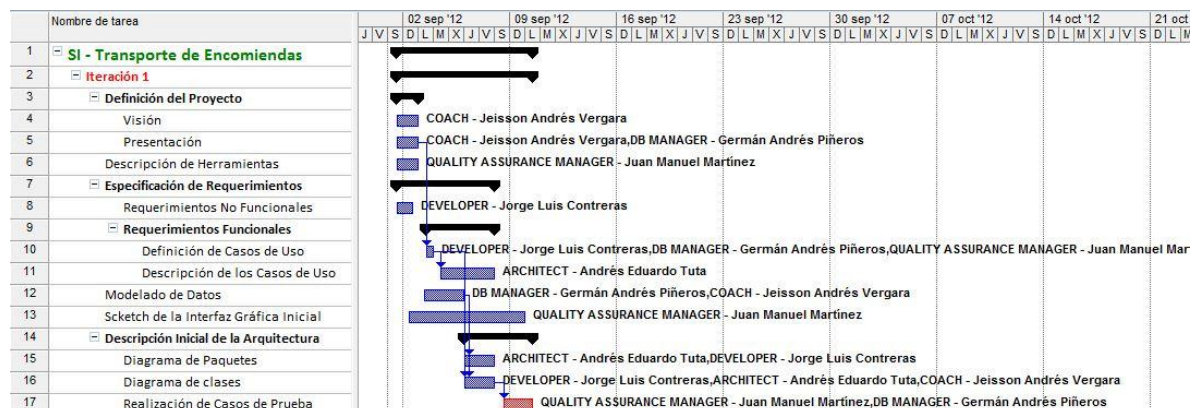 Nombre de tarea
02 sep '12 09 sep '12 16 sep '12 23 sep '12 30 sep '12 07 oct '12 14 oct '12 21 oct
J V S D L M X J V S D L M X J V S D L M X J V S D L M X J V S D L M X J V S D L M X J V S D L M X J V S D L M
1 SI - Transporte de Encomiendas
2 Iteración 1
3 Definición del Proyecto
4 Visión COACH - Jeisson Andrés Vergara
5 Presentación COACH - Jeisson Andrés Vergara,DB MANAGER - Germán Andrés Piñeros
6 Descripción de Herramientas QUALITY ASSURANCE MANAGER - Juan Manuel Martínez
7 Especificación de Requerimientos
8 Requerimientos No Funcionales DEVELOPER - Jorge Luis Contreras
9 Requerimientos Funcionales
10 Definición de Casos de Uso DEVELOPER - Jorge Luis Contreras,DB MANAGER - Germán Andrés Piñeros,QUALITY ASSURANCE MANAGER - Juan Manuel Mar
11 Descripción de los Casos de Uso ARCHITECT - Andrés Eduardo Tuta
12 Modelado de Datos DB MANAGER - Germán Andrés Piñeros,COACH - Jeisson Andrés Vergara
13 Scketch de la Interfaz Gráfica Inicial QUALITY ASSURANCE MANAGER - Juan Manuel Martínez
14 Descripción Inicial de la Arquitectura
15 Diagrama de Paquetes ARCHITECT - Andrés Eduardo Tuta,DEVELOPER - Jorge Luis Contreras
16 Diagrama de clases DEVELOPER - Jorge Luis Contreras,ARCHITECT - Andrés Eduardo Tuta,COACH - Jeisson Andrés Vergara
17 Realización de Casos de Prueba QUALITY ASSURANCE MANAGER - Juan Manuel Martínez,DB MANAGER - Germán Andrés Piñeros